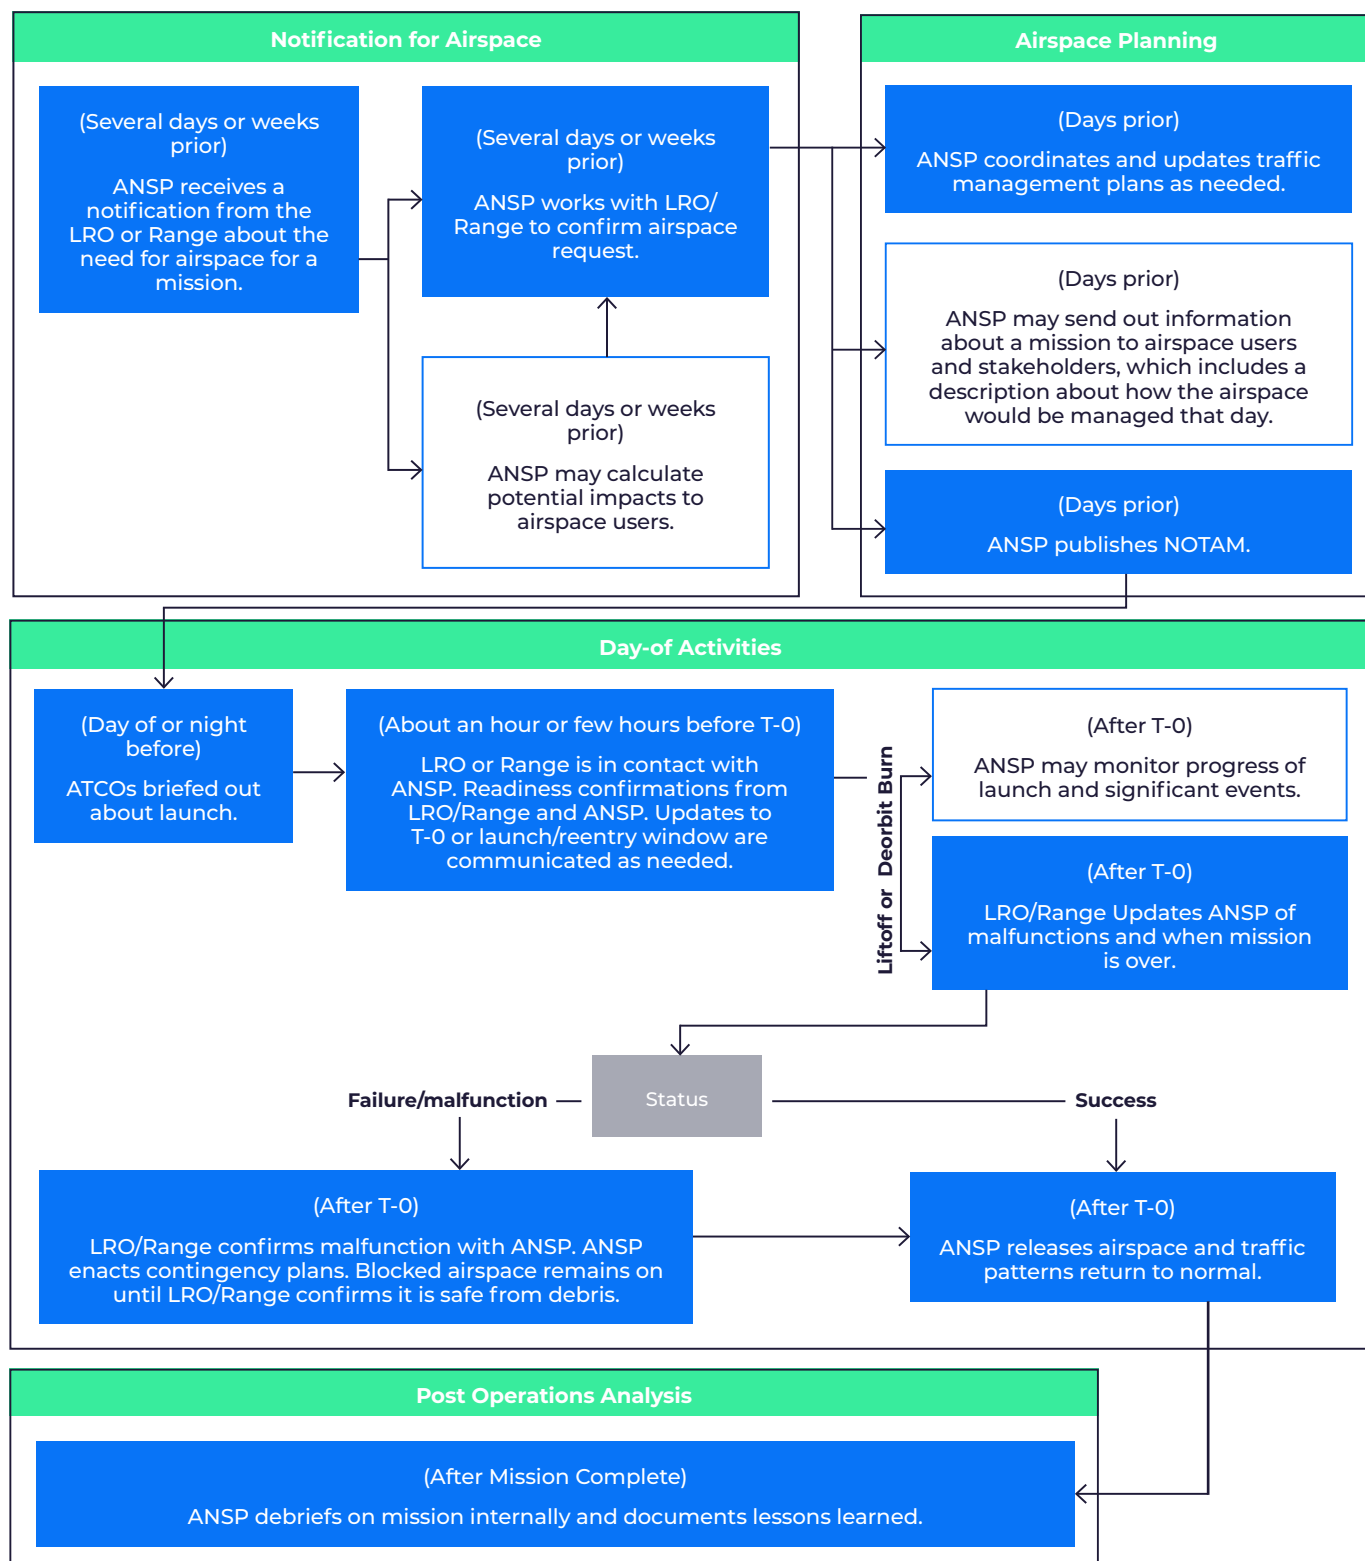 Notification for Airspace
(Several days or weeks
prior)
ANSP receives a
notification from the
LRO or Range about the
need for airspace for a
mission.
(Several days or weeks
prior)
ANSP works with LRO/
Range to confirm airspace
request.
(Several days or weeks
prior)
ANSP may calculate
potential impacts to
airspace users.
Airspace Planning
(Days prior)
ANSP coordinates and updates traffic
management plans as needed.
(Days prior)
ANSP may send out information
about a mission to airspace users
and stakeholders, which includes a
description about how the airspace
would be managed that day.
(Days prior)
ANSP publishes NOTAM.
Day-of Activities
(Day of or night
before)
ATCOs briefed out
about launch.
(About an hour or few hours before T-0)
LRO or Range is in contact with
ANSP. Readiness confirmations from
LRO/Range and ANSP. Updates to
T-0 or launch/reentry window are
communicated as needed.
Liftoff or Deorbit Burn
(After T-0)
ANSP may monitor progress of
launch and significant events.
(After T-0)
LRO/Range Updates ANSP of
malfunctions and when mission
is over.
Status
Failure/malfunction
Success
(After T-0)
LRO/Range confirms malfunction with ANSP. ANSP
enacts contingency plans. Blocked airspace remains on
until LRO/Range confirms it is safe from debris.
(After T-0)
ANSP releases airspace and traffic
patterns return to normal.
Post Operations Analysis
(After Mission Complete)
ANSP debriefs on mission internally and documents lessons learned.